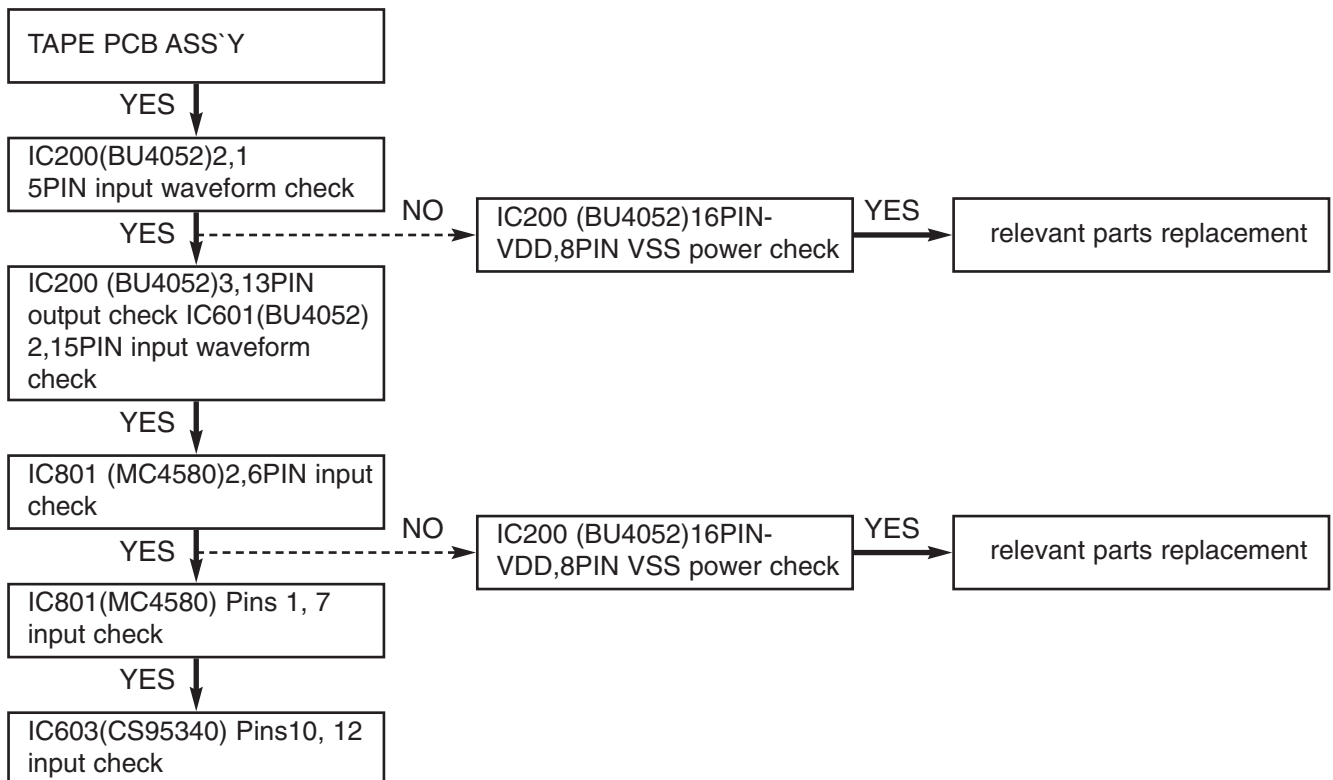 TAPE PCB ASS`Y
YES
IC200(BU4052)2,1
5PIN input waveform check
YES
NO
IC200 (BU4052)16PIN-
VDD,8PIN VSS power check
YES
relevant parts replacement
IC200 (BU4052)3,13PIN
output check IC601(BU4052)
2,15PIN input waveform
check
YES
IC801 (MC4580)2,6PIN input
check
YES
NO
IC200 (BU4052)16PIN-
VDD,8PIN VSS power check
YES
relevant parts replacement
IC801(MC4580) Pins 1, 7
input check
YES
IC603(CS95340) Pins10, 12
input check